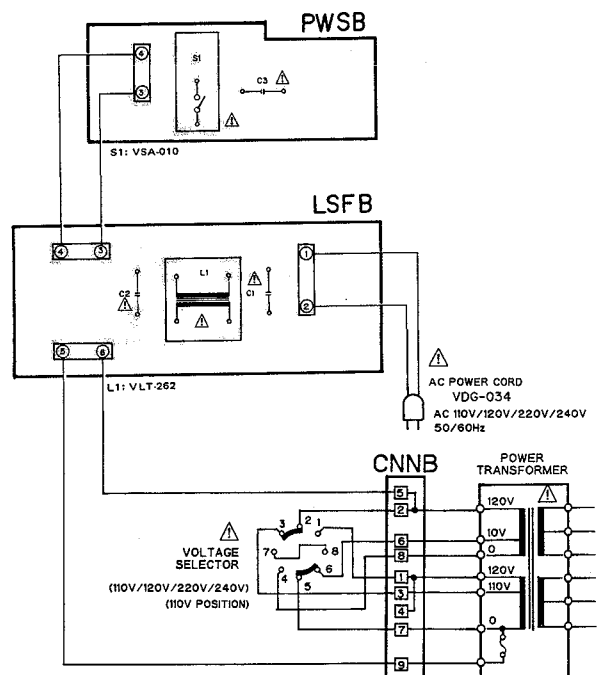 PWSB
4
3
S1
C3
S1: VSA-010
LSFB
4
3
1
2
C2
L1
C1
5
6
L1: VLT-262
AC POWER CORD
VDG-034
AC 110V/120V/220V/240V
50/60Hz
CNNB
POWER
TRANSFORMER
VOLTAGE
SELECTOR
(110V/120V/220V/240V)
(110V POSITION)
3
2
1
7
8
4
5
6
5
2
6
8
1
3
4
7
9
120V
10V
0
120V
110V
0